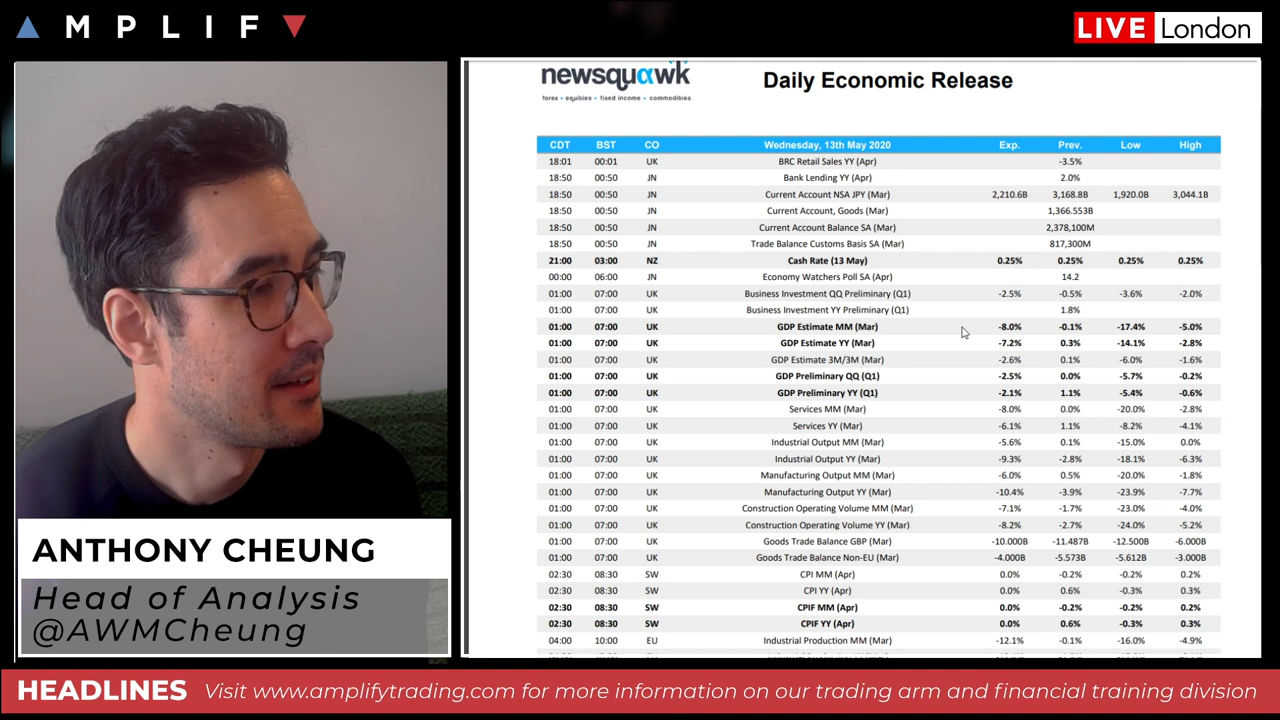 AMPLIFY
LIVE London
newsquawk
forex • equities • fixed income • commodities
Daily Economic Release
CDT BST CO Wednesday, 13th May 2020 Exp. Prev. Low High
18:01 00:01 UK BRC Retail Sales YY (Apr) -3.5%
18:50 00:50 JN Bank Lending YY (Apr) 2.0%
18:50 00:50 JN Current Account NSA JPY (Mar) 2,210.6B 3,168.8B 1,920.0B 3,044.1B
18:50 00:50 JN Current Account, Goods (Mar) 1,366.553B
18:50 00:50 JN Current Account Balance SA (Mar) 2,378,100M
18:50 00:50 JN Trade Balance Customs Basis SA (Mar) 817,300M
21:00 03:00 NZ Cash Rate (13 May) 0.25% 0.25% 0.25% 0.25%
00:00 06:00 JN Economy Watchers Poll SA (Apr) 14.2
01:00 07:00 UK Business Investment QQ Preliminary (Q1) -2.5% -0.5% -3.6% -2.0%
01:00 07:00 UK Business Investment YY Preliminary (Q1) 1.8%
01:00 07:00 UK GDP Estimate MM (Mar) -8.0% -0.1% -17.4% -5.0%
01:00 07:00 UK GDP Estimate YY (Mar) -7.2% 0.3% -14.1% -2.8%
01:00 07:00 UK GDP Estimate 3M/3M (Mar) -2.6% 0.1% -6.0% -1.6%
01:00 07:00 UK GDP Preliminary QQ (Q1) -2.5% 0.0% -5.7% -0.2%
01:00 07:00 UK GDP Preliminary YY (Q1) -2.1% 1.1% -5.4% -0.6%
01:00 07:00 UK Services MM (Mar) -8.0% 0.0% -20.0% -2.8%
01:00 07:00 UK Services YY (Mar) -6.1% 1.1% -8.2% -4.1%
01:00 07:00 UK Industrial Output MM (Mar) -5.6% 0.1% -15.0% 0.0%
01:00 07:00 UK Industrial Output YY (Mar) -9.3% -2.8% -18.1% -6.3%
01:00 07:00 UK Manufacturing Output MM (Mar) -6.0% 0.5% -20.0% -1.8%
01:00 07:00 UK Manufacturing Output YY (Mar) -10.4% -3.9% -23.9% -7.7%
01:00 07:00 UK Construction Operating Volume MM (Mar) -7.1% -1.7% -23.0% -4.0%
01:00 07:00 UK Construction Operating Volume YY (Mar) -8.2% -2.7% -24.0% -5.2%
01:00 07:00 UK Goods Trade Balance GBP (Mar) -10.000B -11.487B -12.500B -6.000B
01:00 07:00 UK Goods Trade Balance Non-EU (Mar) -4.000B -5.573B -5.612B -3.000B
02:30 08:30 SW CPI MM (Apr) 0.0% -0.2% -0.2% 0.2%
02:30 08:30 SW CPI YY (Apr) 0.0% 0.6% -0.3% 0.3%
02:30 08:30 SW CPIF MM (Apr) 0.0% -0.2% -0.2% 0.2%
02:30 08:30 SW CPIF YY (Apr) 0.0% 0.6% -0.3% 0.3%
04:00 10:00 EU Industrial Production MM (Mar) -12.1% -0.1% -16.0% -4.9%
ANTHONY CHEUNG
Head of Analysis
@AWMCheung
HEADLINES Visit www.amplifytrading.com for more information on our trading arm and financial training division